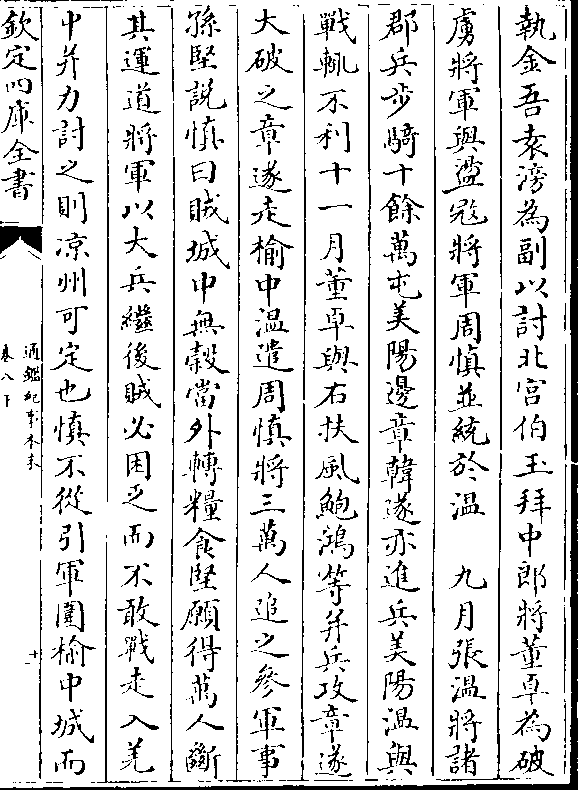 執金吾袁滂為副以討北宮伯玉拜中郎將董卓為破
虜將軍與盪㓂將軍周慎並統於溫　九月張溫將諸
郡兵步騎十餘萬屯美陽邊章韓遂亦進兵美陽溫與
戰輒不利十一月董卓與右扶風鮑鴻等并兵攻章遂
大破之章遂走榆中溫遣周慎將三萬人追之參軍事
孫堅說慎曰賊城中無穀當外轉糧食堅願得萬人斷
其運道將軍以大兵繼後賊必困乏而不敢戰走入羌
中并力討之則凉州可定也慎不從引軍圍榆中城而
欽定四庫全書
通鑑紀事本末
卷八下
十